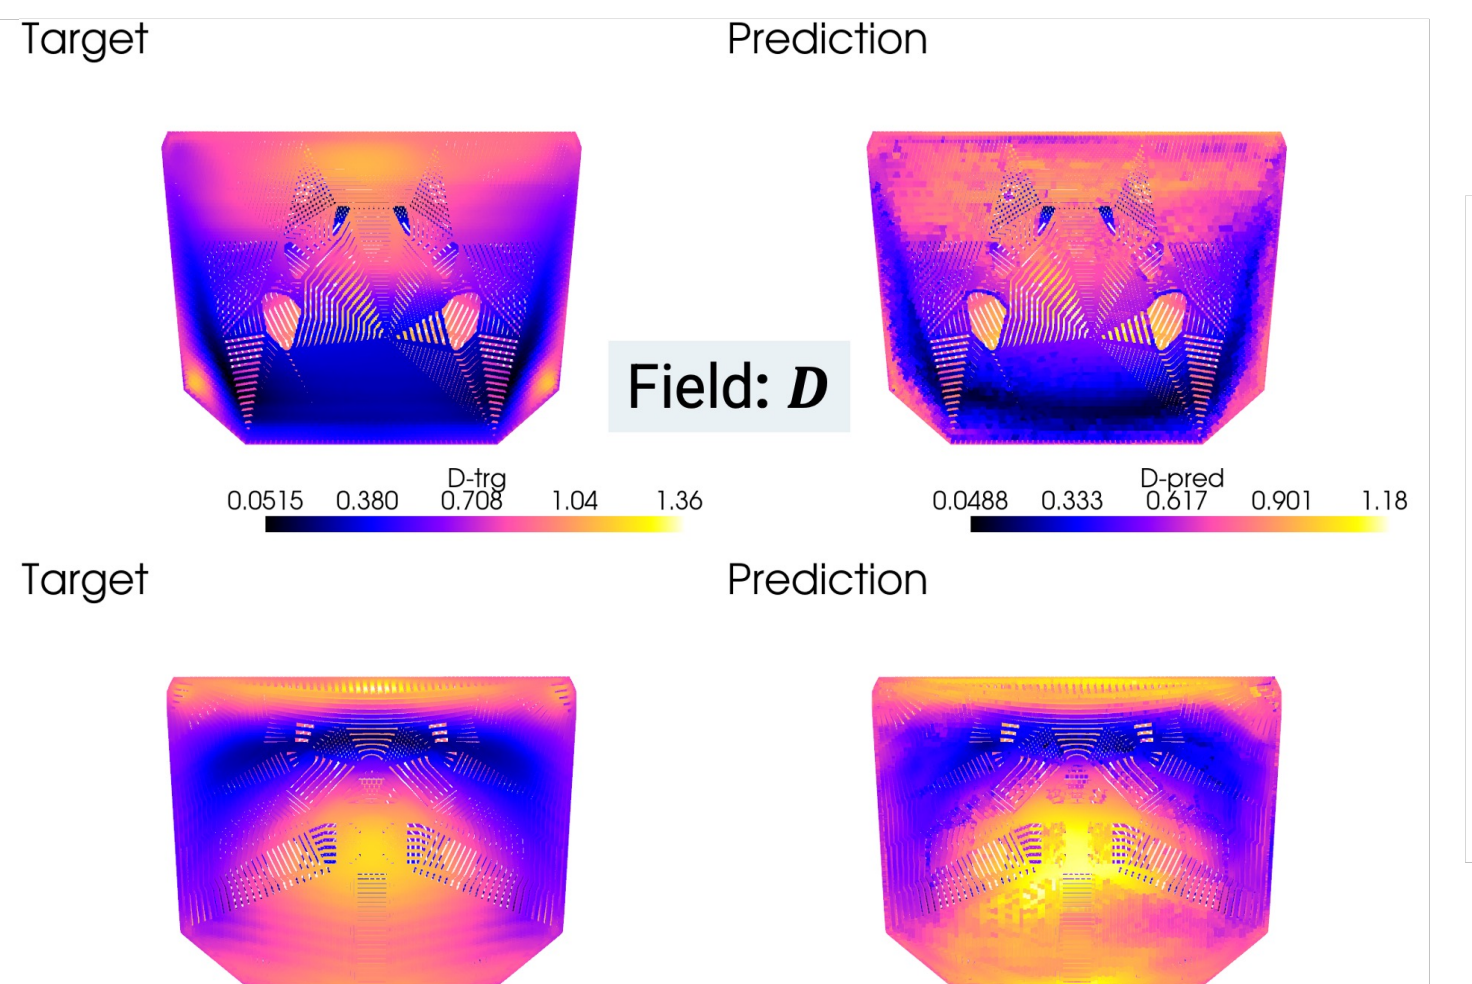 Target
Prediction
Field: D
D-trg
0.0515 0.380 0.708 1.04 1.36
D-pred
0.0488 0.333 0.617 0.901 1.18
Target
Prediction